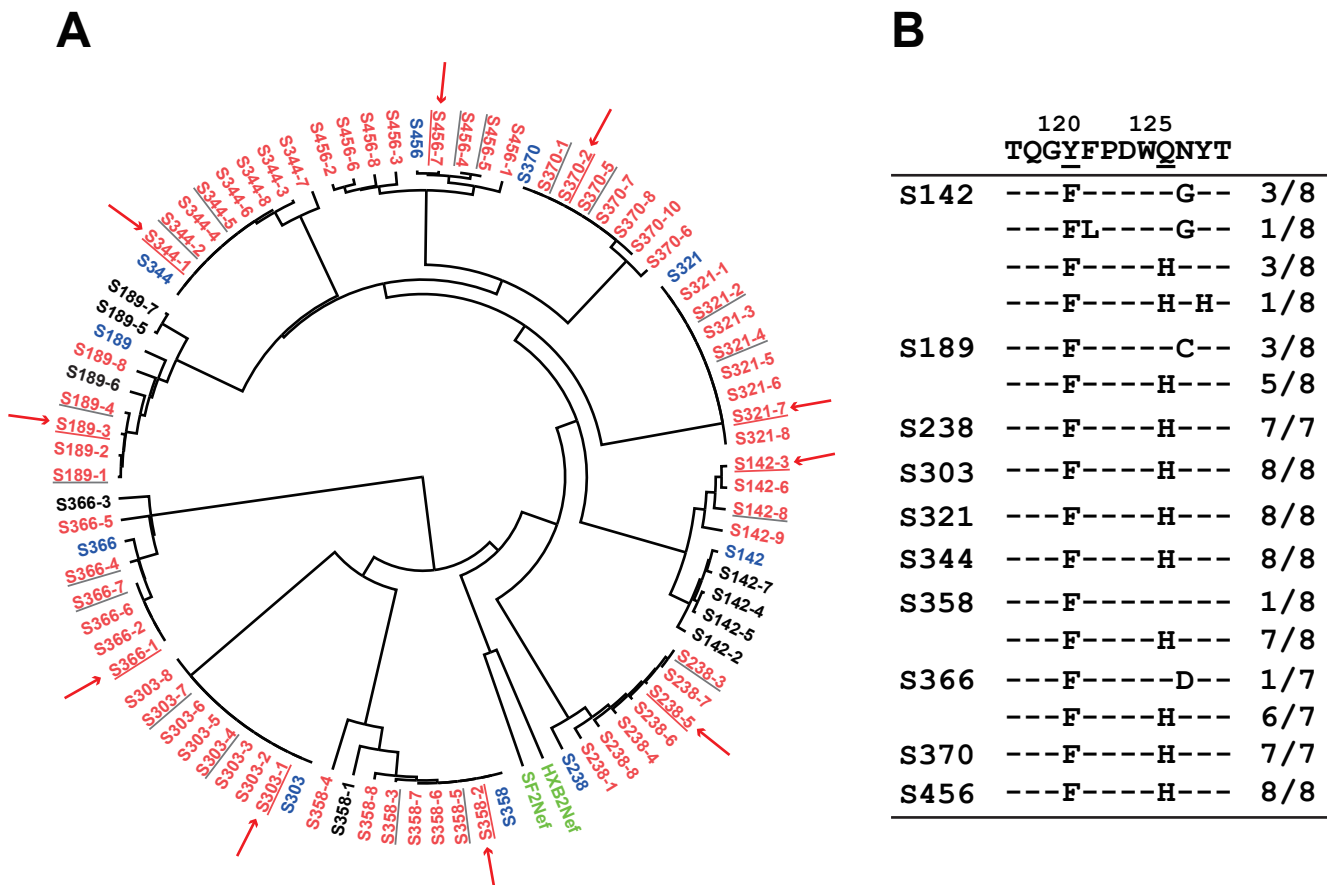 A
S344
S344-1
S344-2
S344-4
S344-5
S344-6
S344-8
S344-3
S344-7
S456-2
S456-6
S456-8
S456-3
S456
S456-7
S456-4
S456-5
S456-1
S370
S370-1
S370-2
S370-5
S370-7
S370-8
S370-10
S370-6
S321
S321-1
S321-2
S321-3
S321-4
S321-5
S321-6
S321-7
S321-8
S142-3
S142-6
S142-8
S142-9
S142
S142-7
S142-4
S142-5
S142-2
S238-3
S238-7
S238-5
S238-6
S238-4
S238-8
S238-1
S238
HXB2Nef
SF2Nef
S358
S358-2
S358-5
S358-6
S358-7
S358-3
S358-8
S358-1
S358-4
S303
S303-1
S303-2
S303-3
S303-4
S303-5
S303-6
S303-7
S303-8
S366-1
S366-2
S366-6
S366-7
S366-4
S366
S366-5
S366-3
S189-1
S189-2
S189-3
S189-4
S189-6
S189-8
S189
S189-5
S189-7
B
120 125
TQGYFPDWQNYT
S142 ---F-----G-- 3/8
---FL----G-- 1/8
---F----H--- 3/8
---F----H-H- 1/8
S189 ---F-----C-- 3/8
---F----H--- 5/8
S238 ---F----H--- 7/7
S303 ---F----H--- 8/8
S321 ---F----H--- 8/8
S344 ---F----H--- 8/8
S358 ---F-------- 1/8
---F----H--- 7/8
S366 ---F-----D-- 1/7
---F----H--- 6/7
S370 ---F----H--- 7/7
S456 ---F----H--- 8/8